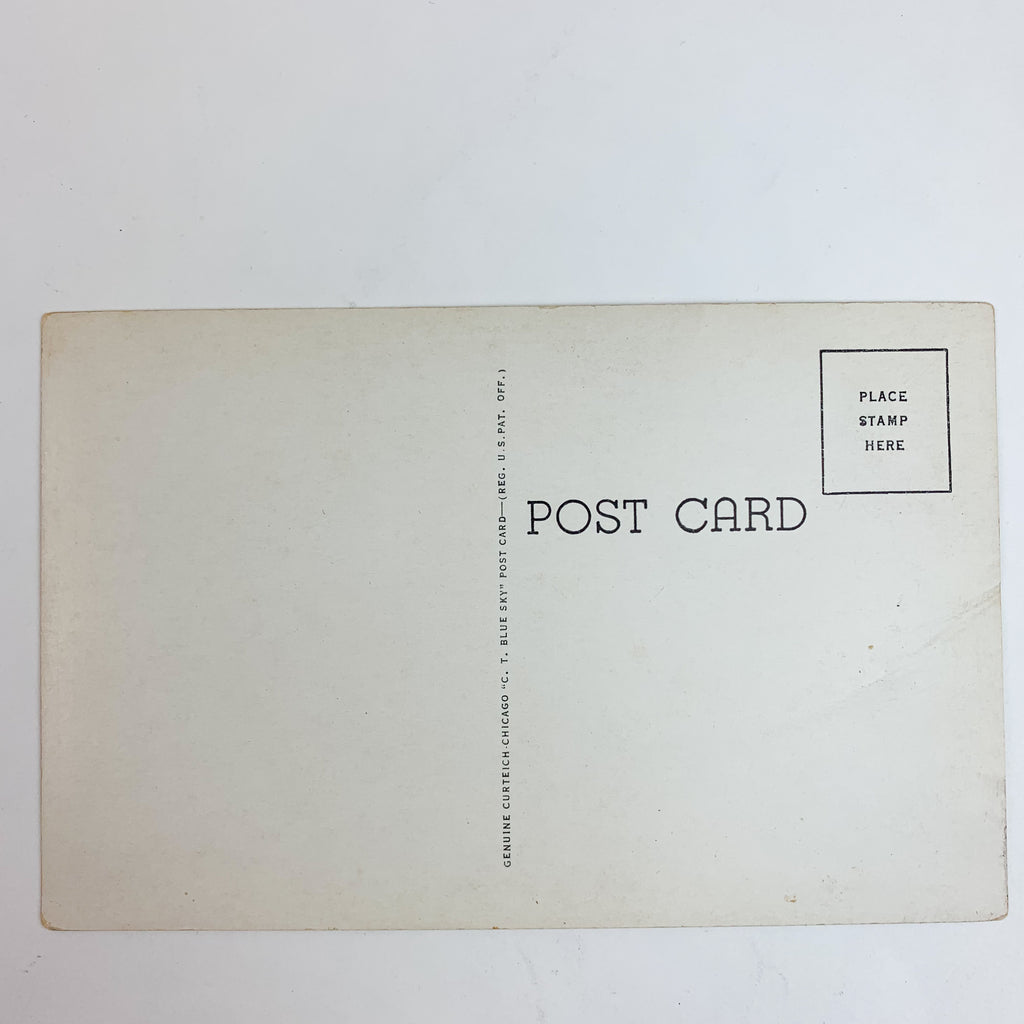 PLACE
STAMP
HERE
POST CARD
GENUINE CURTEICH-CHICAGO "C. T. BLUE SKY" POST CARD—(REG. U.S. PAT. OFF.)